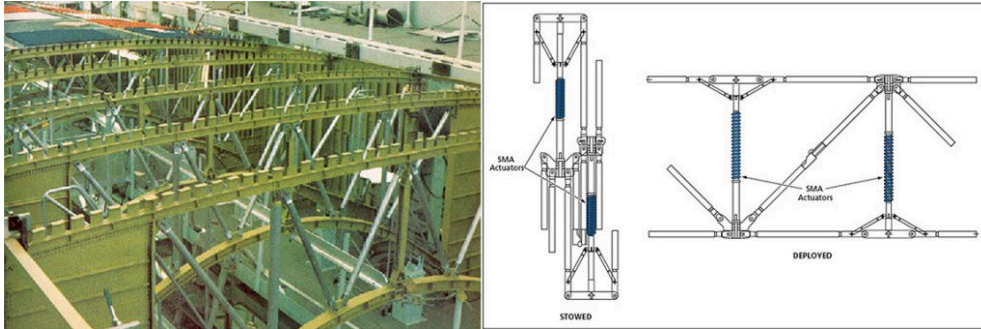 SMA
Actuators
STOWED
SMA
Actuators
DEPLOYED